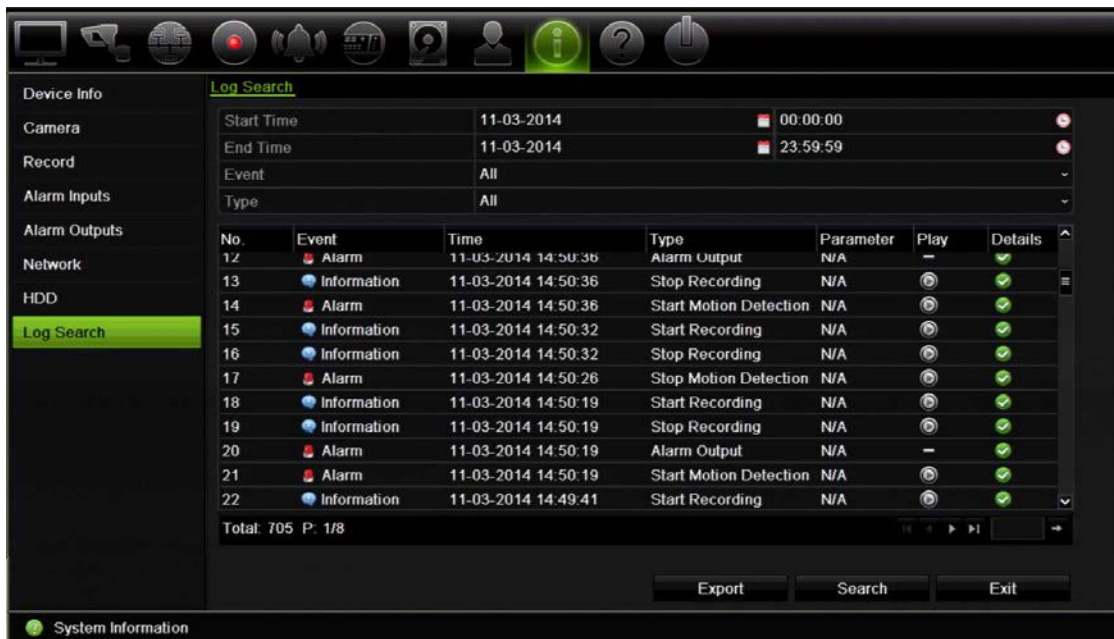 Device Info
Camera
Record
Alarm Inputs
Alarm Outputs
Network
HDD
Log Search
Log Search
Start Time 11-03-2014 00:00:00
End Time 11-03-2014 23:59:59
Event All
Type All
No. Event Time Type Parameter Play Details
12 Alarm 11-03-2014 14:50:36 Alarm Output N/A –
13 Information 11-03-2014 14:50:36 Stop Recording N/A
14 Alarm 11-03-2014 14:50:36 Start Motion Detection N/A
15 Information 11-03-2014 14:50:32 Start Recording N/A
16 Information 11-03-2014 14:50:32 Stop Recording N/A
17 Alarm 11-03-2014 14:50:26 Stop Motion Detection N/A
18 Information 11-03-2014 14:50:19 Start Recording N/A
19 Information 11-03-2014 14:50:19 Stop Recording N/A
20 Alarm 11-03-2014 14:50:19 Alarm Output N/A –
21 Alarm 11-03-2014 14:50:19 Start Motion Detection N/A
22 Information 11-03-2014 14:49:41 Start Recording N/A
Total: 705 P: 1/8
Export Search Exit
System Information